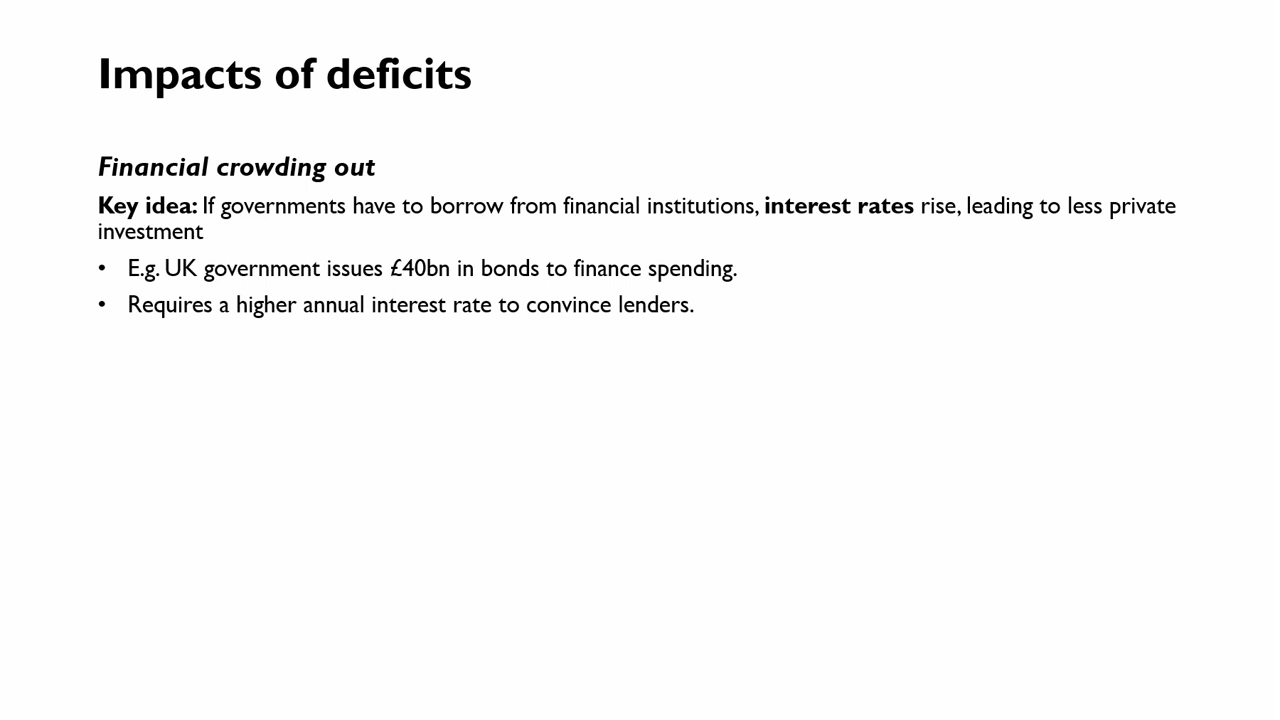 Impacts of deficits
Financial crowding out
Key idea: If governments have to borrow from financial institutions, interest rates rise, leading to less private
investment
• E.g. UK government issues £40bn in bonds to finance spending.
• Requires a higher annual interest rate to convince lenders.